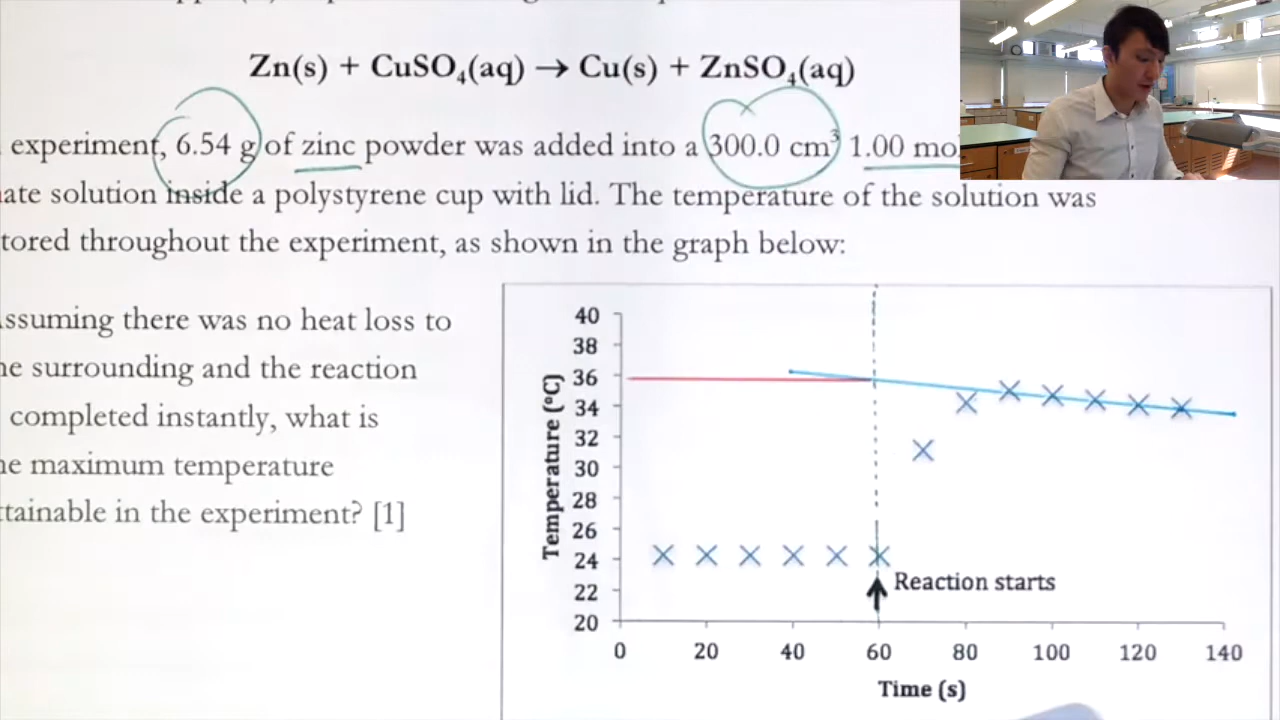 Zn(s) + CuSO₄(aq) → Cu(s) + ZnSO₄(aq)
experiment, 6.54 g of zinc powder was added into a 300.0 cm³ 1.00 mo
ate solution inside a polystyrene cup with lid. The temperature of the solution was
tored throughout the experiment, as shown in the graph below:
ssuming there was no heat loss to
e surrounding and the reaction
completed instantly, what is
e maximum temperature
tainable in the experiment? [1]
Temperature (°C)
40
38
36
34
32
30
28
26
24
22
20
Reaction starts
0 20 40 60 80 100 120 140
Time (s)